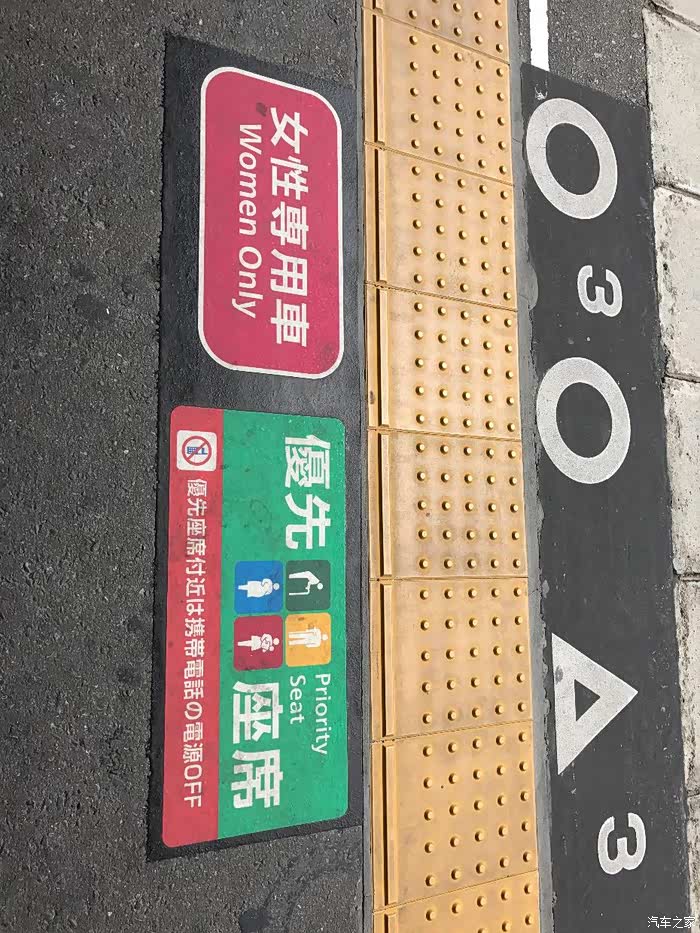 女性専用車
Women Only
優先
座席
Priority
Seat
優先座席付近は携帯電話の電源OFF
○3○△3
汽车之家